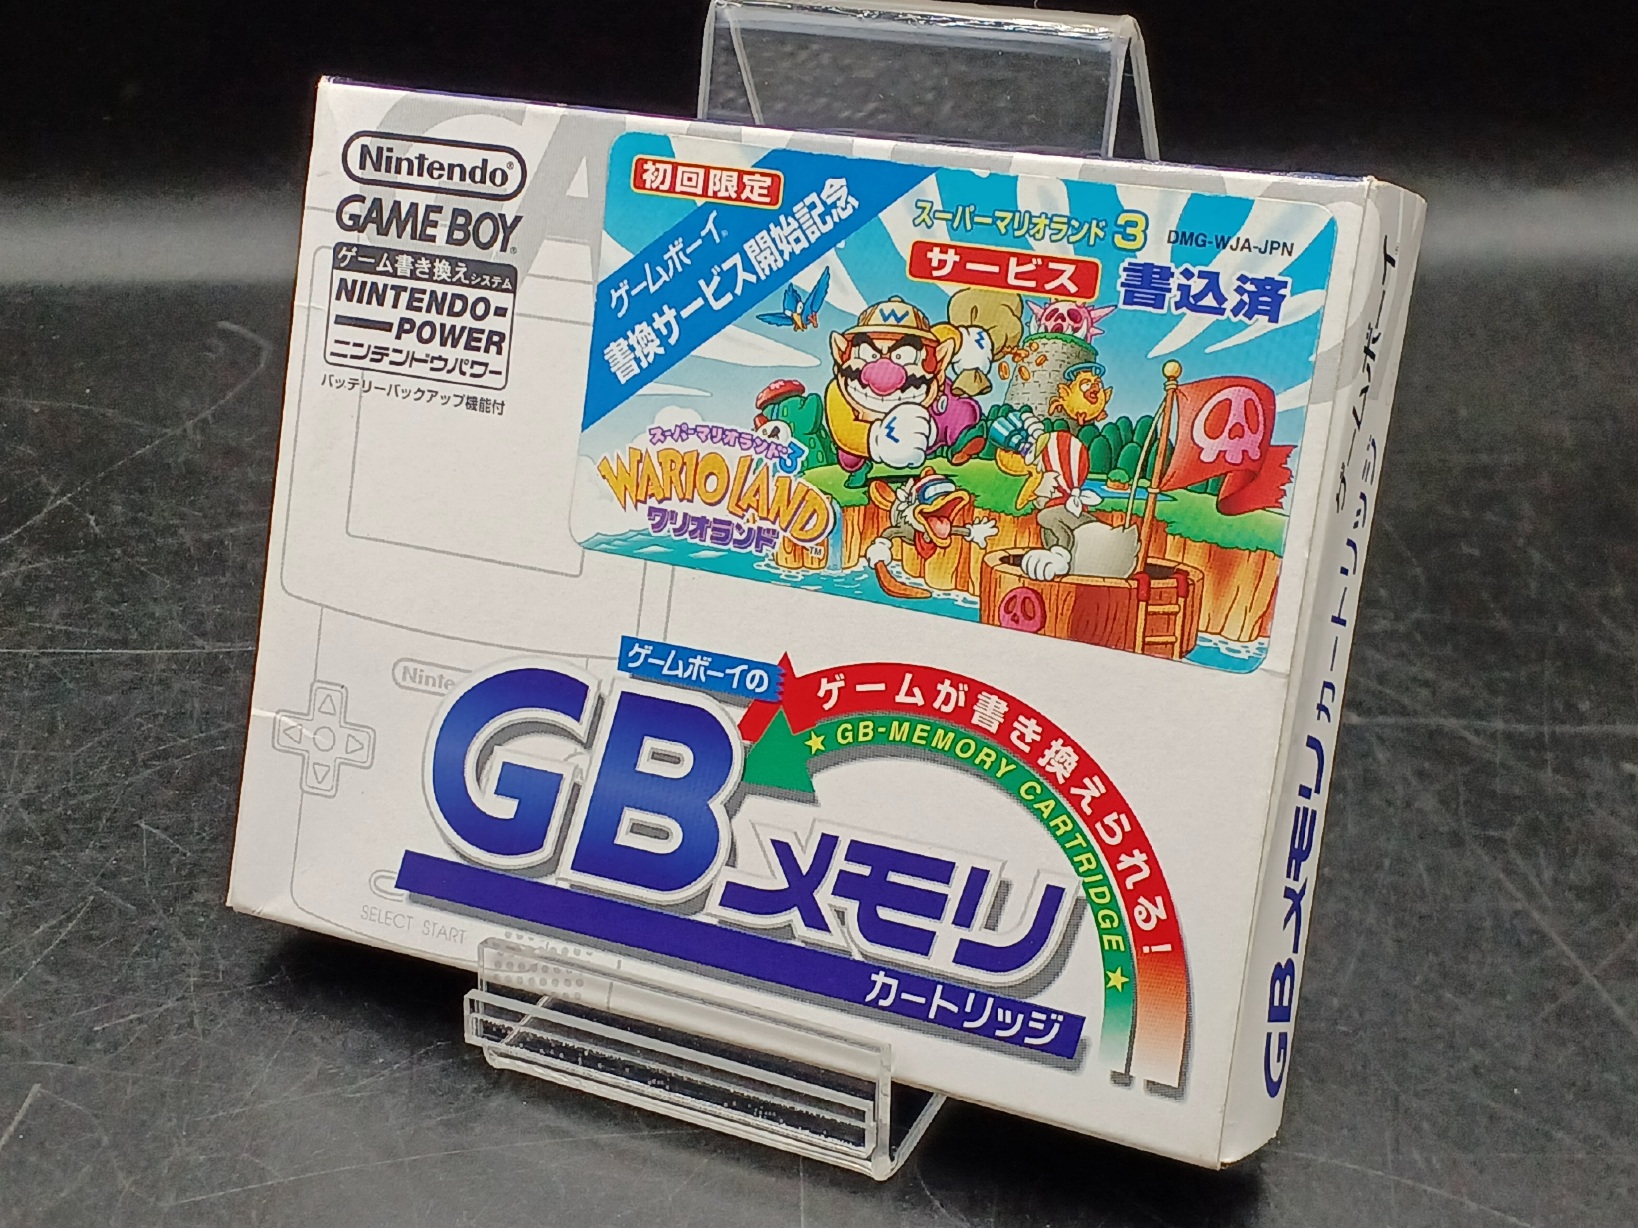 Nintendo®
GAME BOY®
ゲーム書き換えシステム
NINTENDO-
POWER
ニンテンドウパワー
バッテリーバックアップ機能付
初回限定
ゲームボーイ®
書換サービス開始記念
スーパーマリオランド3
DMG-WJA-JPN
サービス
書込済
W
スーパーマリオランド3
WARIO LAND
ワリオランド
TM
Ninte
ゲームボーイの
ゲームが書き換えられる!
★ GB-MEMORY CARTRIDGE ★
GBメモリ
カートリッジ
SELECT START
ゲームボーイ
GBメモリ カートリッジ